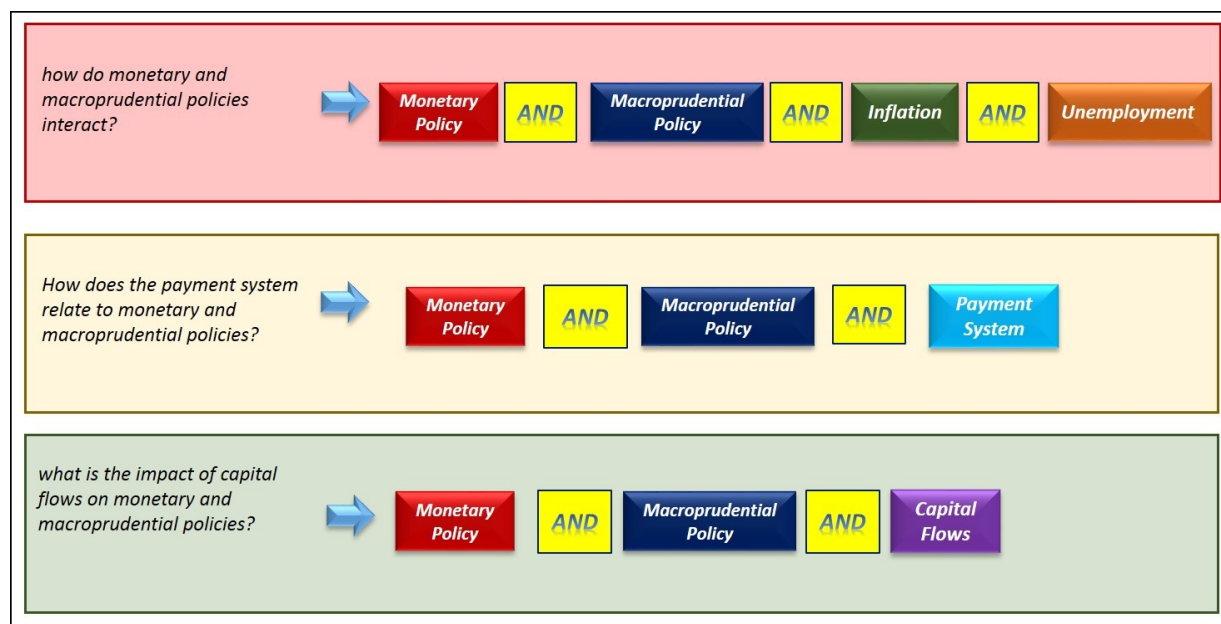 how do monetary and
macroprudential policies
interact?
Monetary
Policy
AND
Macroprudential
Policy
AND
Inflation
AND
Unemployment
How does the payment system
relate to monetary and
macroprudential policies?
Monetary
Policy
AND
Macroprudential
Policy
AND
Payment
System
what is the impact of capital
flows on monetary and
macroprudential policies?
Monetary
Policy
AND
Macroprudential
Policy
AND
Capital
Flows